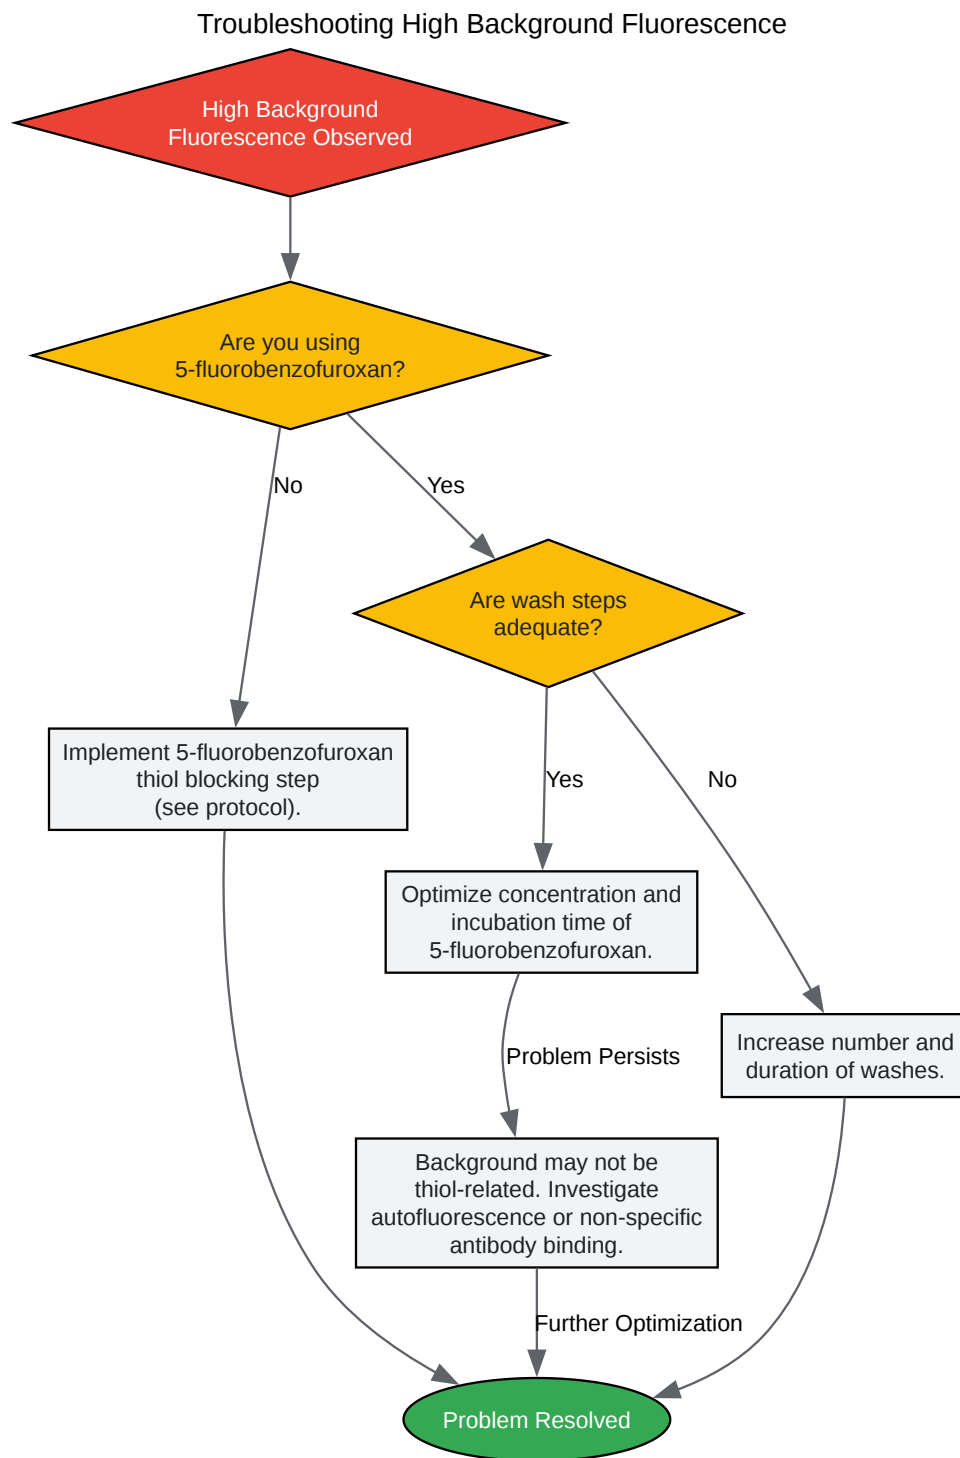 Troubleshooting High Background Fluorescence
High Background
Fluorescence Observed
Are you using
5-fluorobenzofuroxan?
No
Yes
Are wash steps
adequate?
Implement 5-fluorobenzofuroxan
thiol blocking step
(see protocol).
Yes
No
Optimize concentration and
incubation time of
5-fluorobenzofuroxan.
Problem Persists
Increase number and
duration of washes.
Background may not be
thiol-related. Investigate
autofluorescence or non-specific
antibody binding.
Further Optimization
Problem Resolved